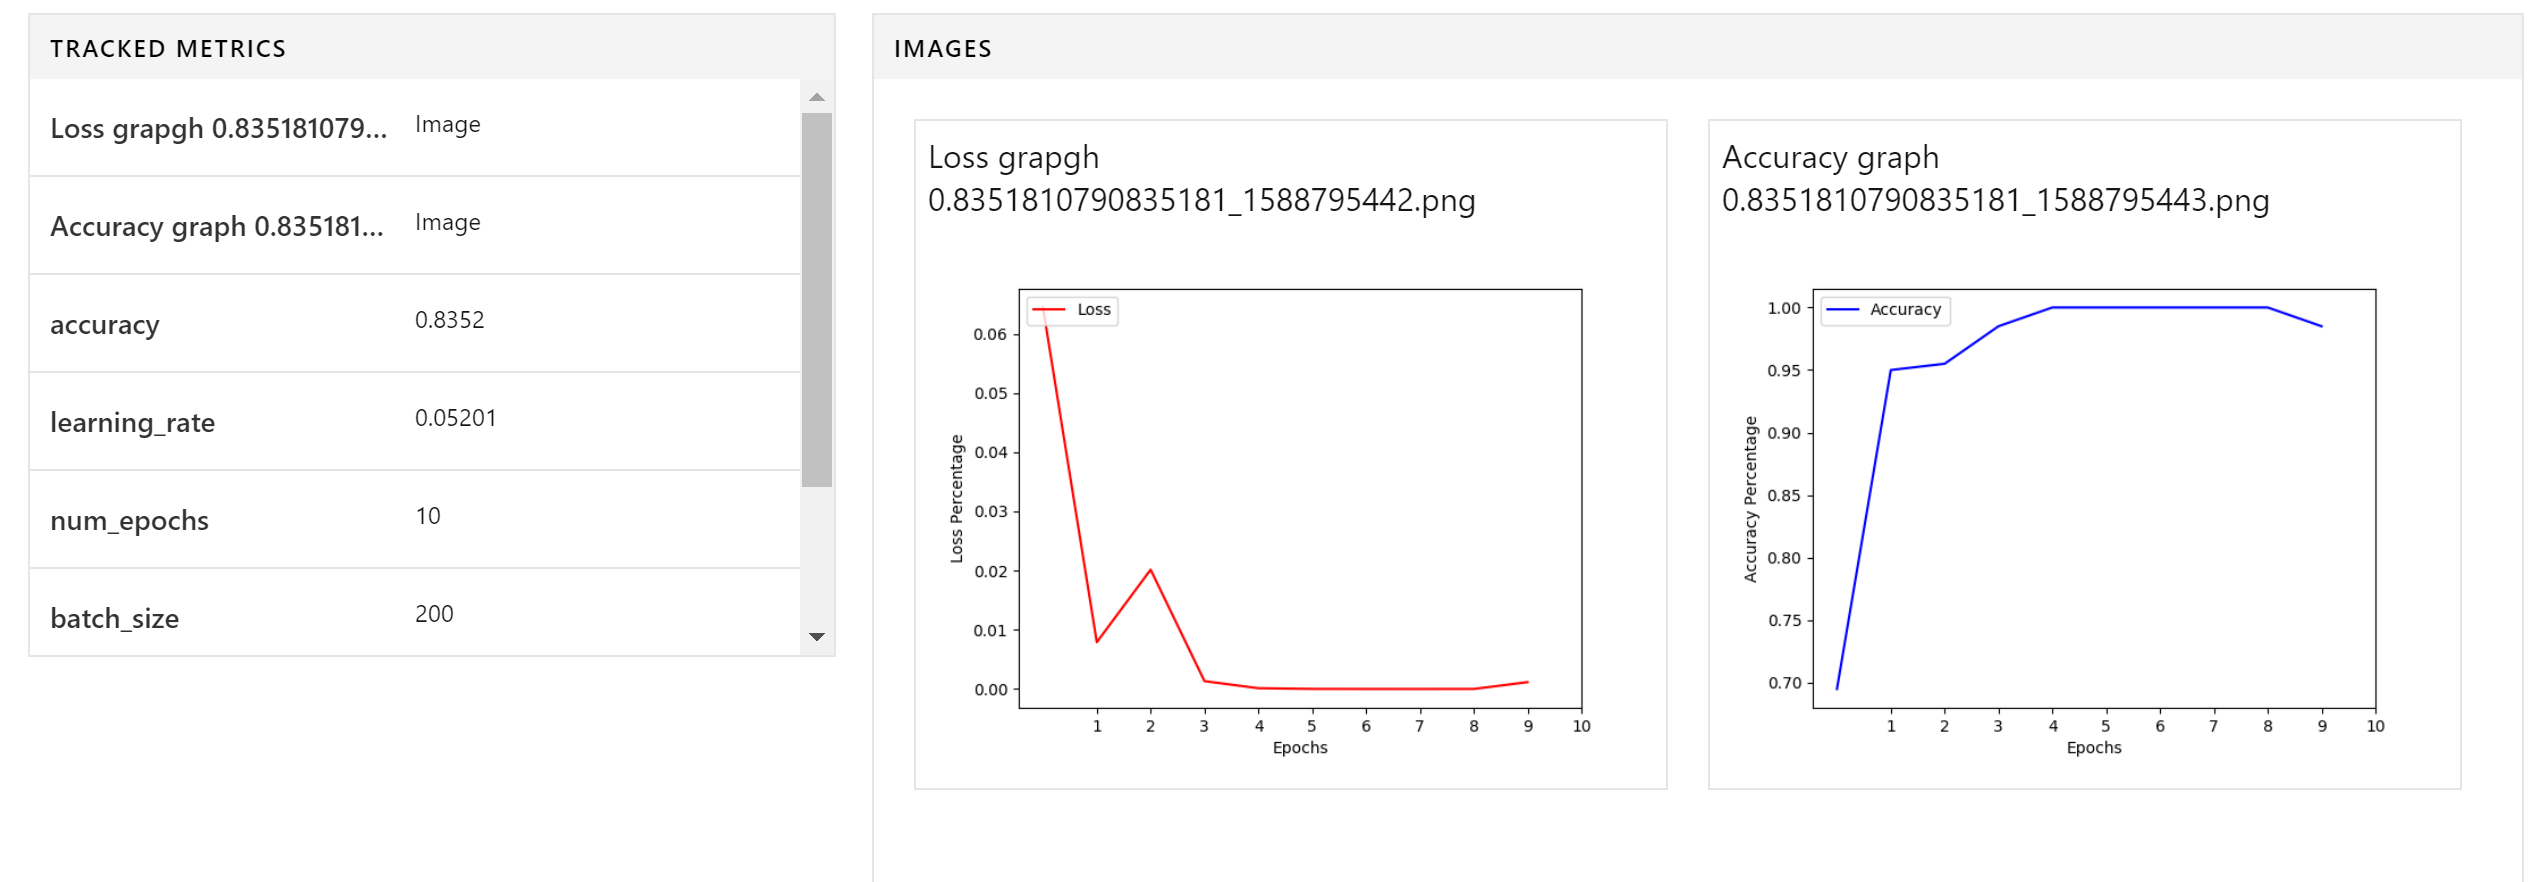 TRACKED METRICS
Loss grapgh 0.835181079... Image
Accuracy graph 0.835181... Image
accuracy 0.8352
learning_rate 0.05201
num_epochs 10
batch_size 200
IMAGES
Loss grapgh
0.8351810790835181_1588795442.png
Loss
0.06
0.05
0.04
0.03
0.02
0.01
0.00
Loss Percentage
1 2 3 4 5 6 7 8 9 10
Epochs
Accuracy graph
0.8351810790835181_1588795443.png
Accuracy
1.00
0.95
0.90
0.85
0.80
0.75
0.70
Accuracy Percentage
1 2 3 4 5 6 7 8 9 10
Epochs